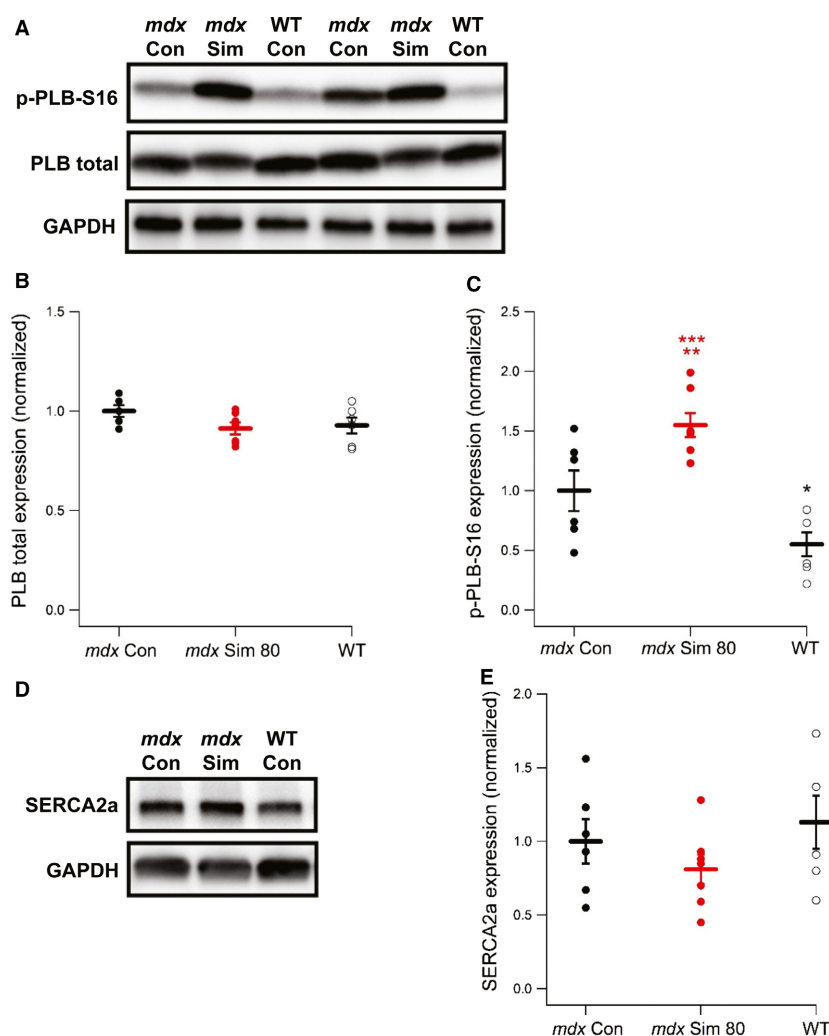 A
mdx mdx WT mdx mdx WT
Con Sim Con Con Sim Con
p-PLB-S16
PLB total
GAPDH
B
PLB total expression (normalized)
1.5
1.0
0.5
0.0
mdx Con mdx Sim 80 WT
C
p-PLB-S16 expression (normalized)
2.5
2.0
1.5
1.0
0.5
0.0
***
**
*
mdx Con mdx Sim 80 WT
D
mdx mdx WT
Con Sim Con
SERCA2a
GAPDH
E
SERCA2a expression (normalized)
2.0
1.5
1.0
0.5
0.0
mdx Con mdx Sim 80 WT